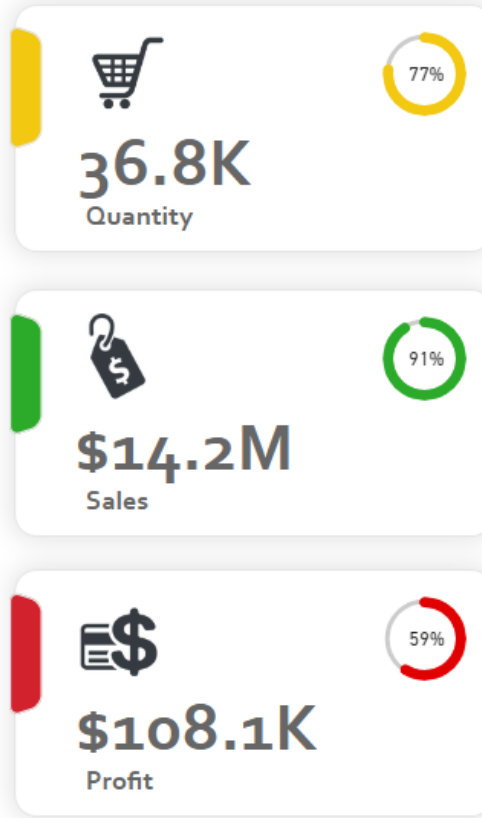 77%
36.8K
Quantity
$
91%
$14.2M
Sales
$
59%
$108.1K
Profit